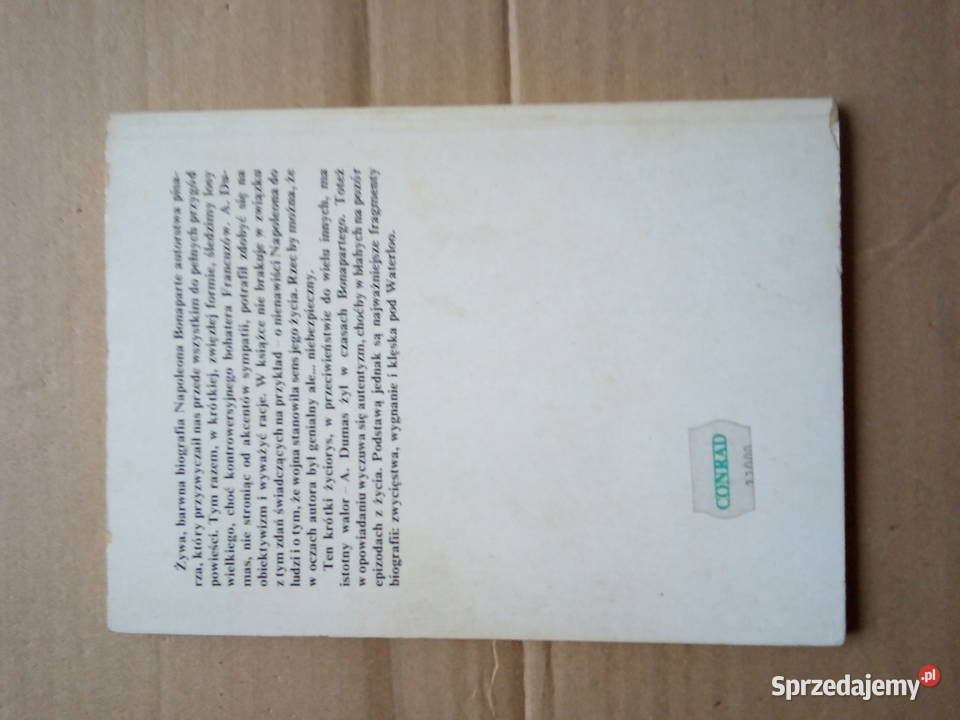 Żywa, barwna biografia Napoleona Bonaparte autorstwa pisa-
rza, który przyzwyczaił nas przede wszystkim do pełnych przygód
powieści. Tym razem, w krótkiej, zwięzłej formie, śledzimy losy
wielkiego, choć kontrowersyjnego bohatera Francuzów. A. Du-
mas, nie stroniąc od akcentów sympatii, potrafił zdobyć się na
obiektywizm i wyważyć racje. W książce nie brakuje w związku
z tym zdań świadczących na przykład – o nienawiści Napoleona do
ludzi i o tym, że wojna stanowiła sens jego życia. Rzec by można, że
w oczach autora był genialny ale... niebezpieczny.
Ten krótki życiorys, w przeciwieństwie do wielu innych, ma
istotny walor – A. Dumas żył w czasach Bonapartego. Toteż
w opowiadaniu wyczuwa się autentyzm, choćby w błahych na pozór
epizodach z życia. Podstawą jednak są najważniejsze fragmenty
biografii: zwycięstwa, wygnanie i klęska pod Waterloo.
CONRAD
Sprzedajemy.pl